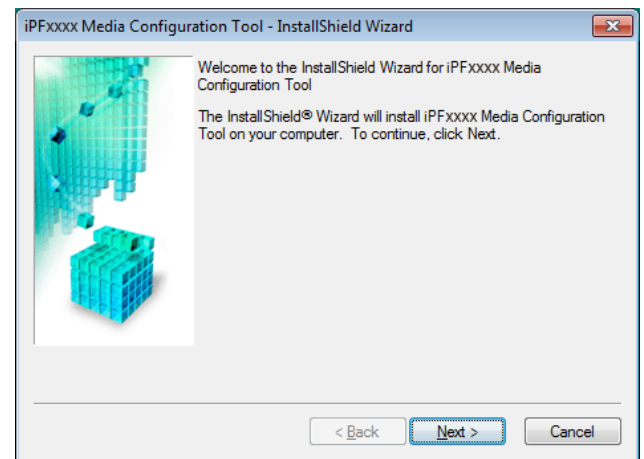 iPFxxxx Media Configuration Tool - InstallShield Wizard
Welcome to the InstallShield Wizard for iPFxxxx Media
Configuration Tool
The InstallShield® Wizard will install iPFxxxx Media Configuration
Tool on your computer. To continue, click Next.
< Back
Next >
Cancel